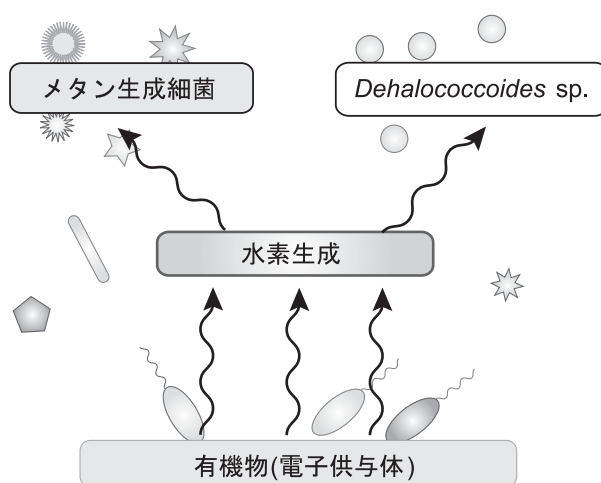 メタン生成細菌
Dehalococcoides sp.
水素生成
有機物(電子供与体)